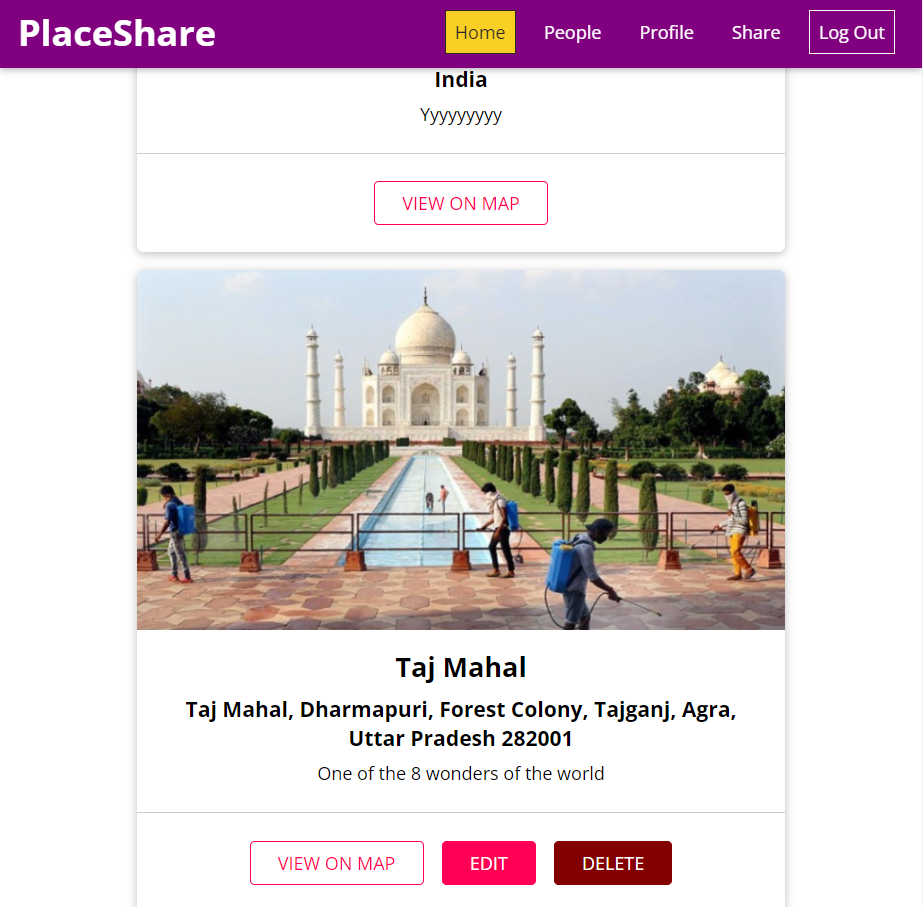 PlaceShare
Home
People
Profile
Share
Log Out
India
Yyyyyyyyy
VIEW ON MAP
Taj Mahal
Taj Mahal, Dharmapuri, Forest Colony, Tajganj, Agra,
Uttar Pradesh 282001
One of the 8 wonders of the world
VIEW ON MAP
EDIT
DELETE